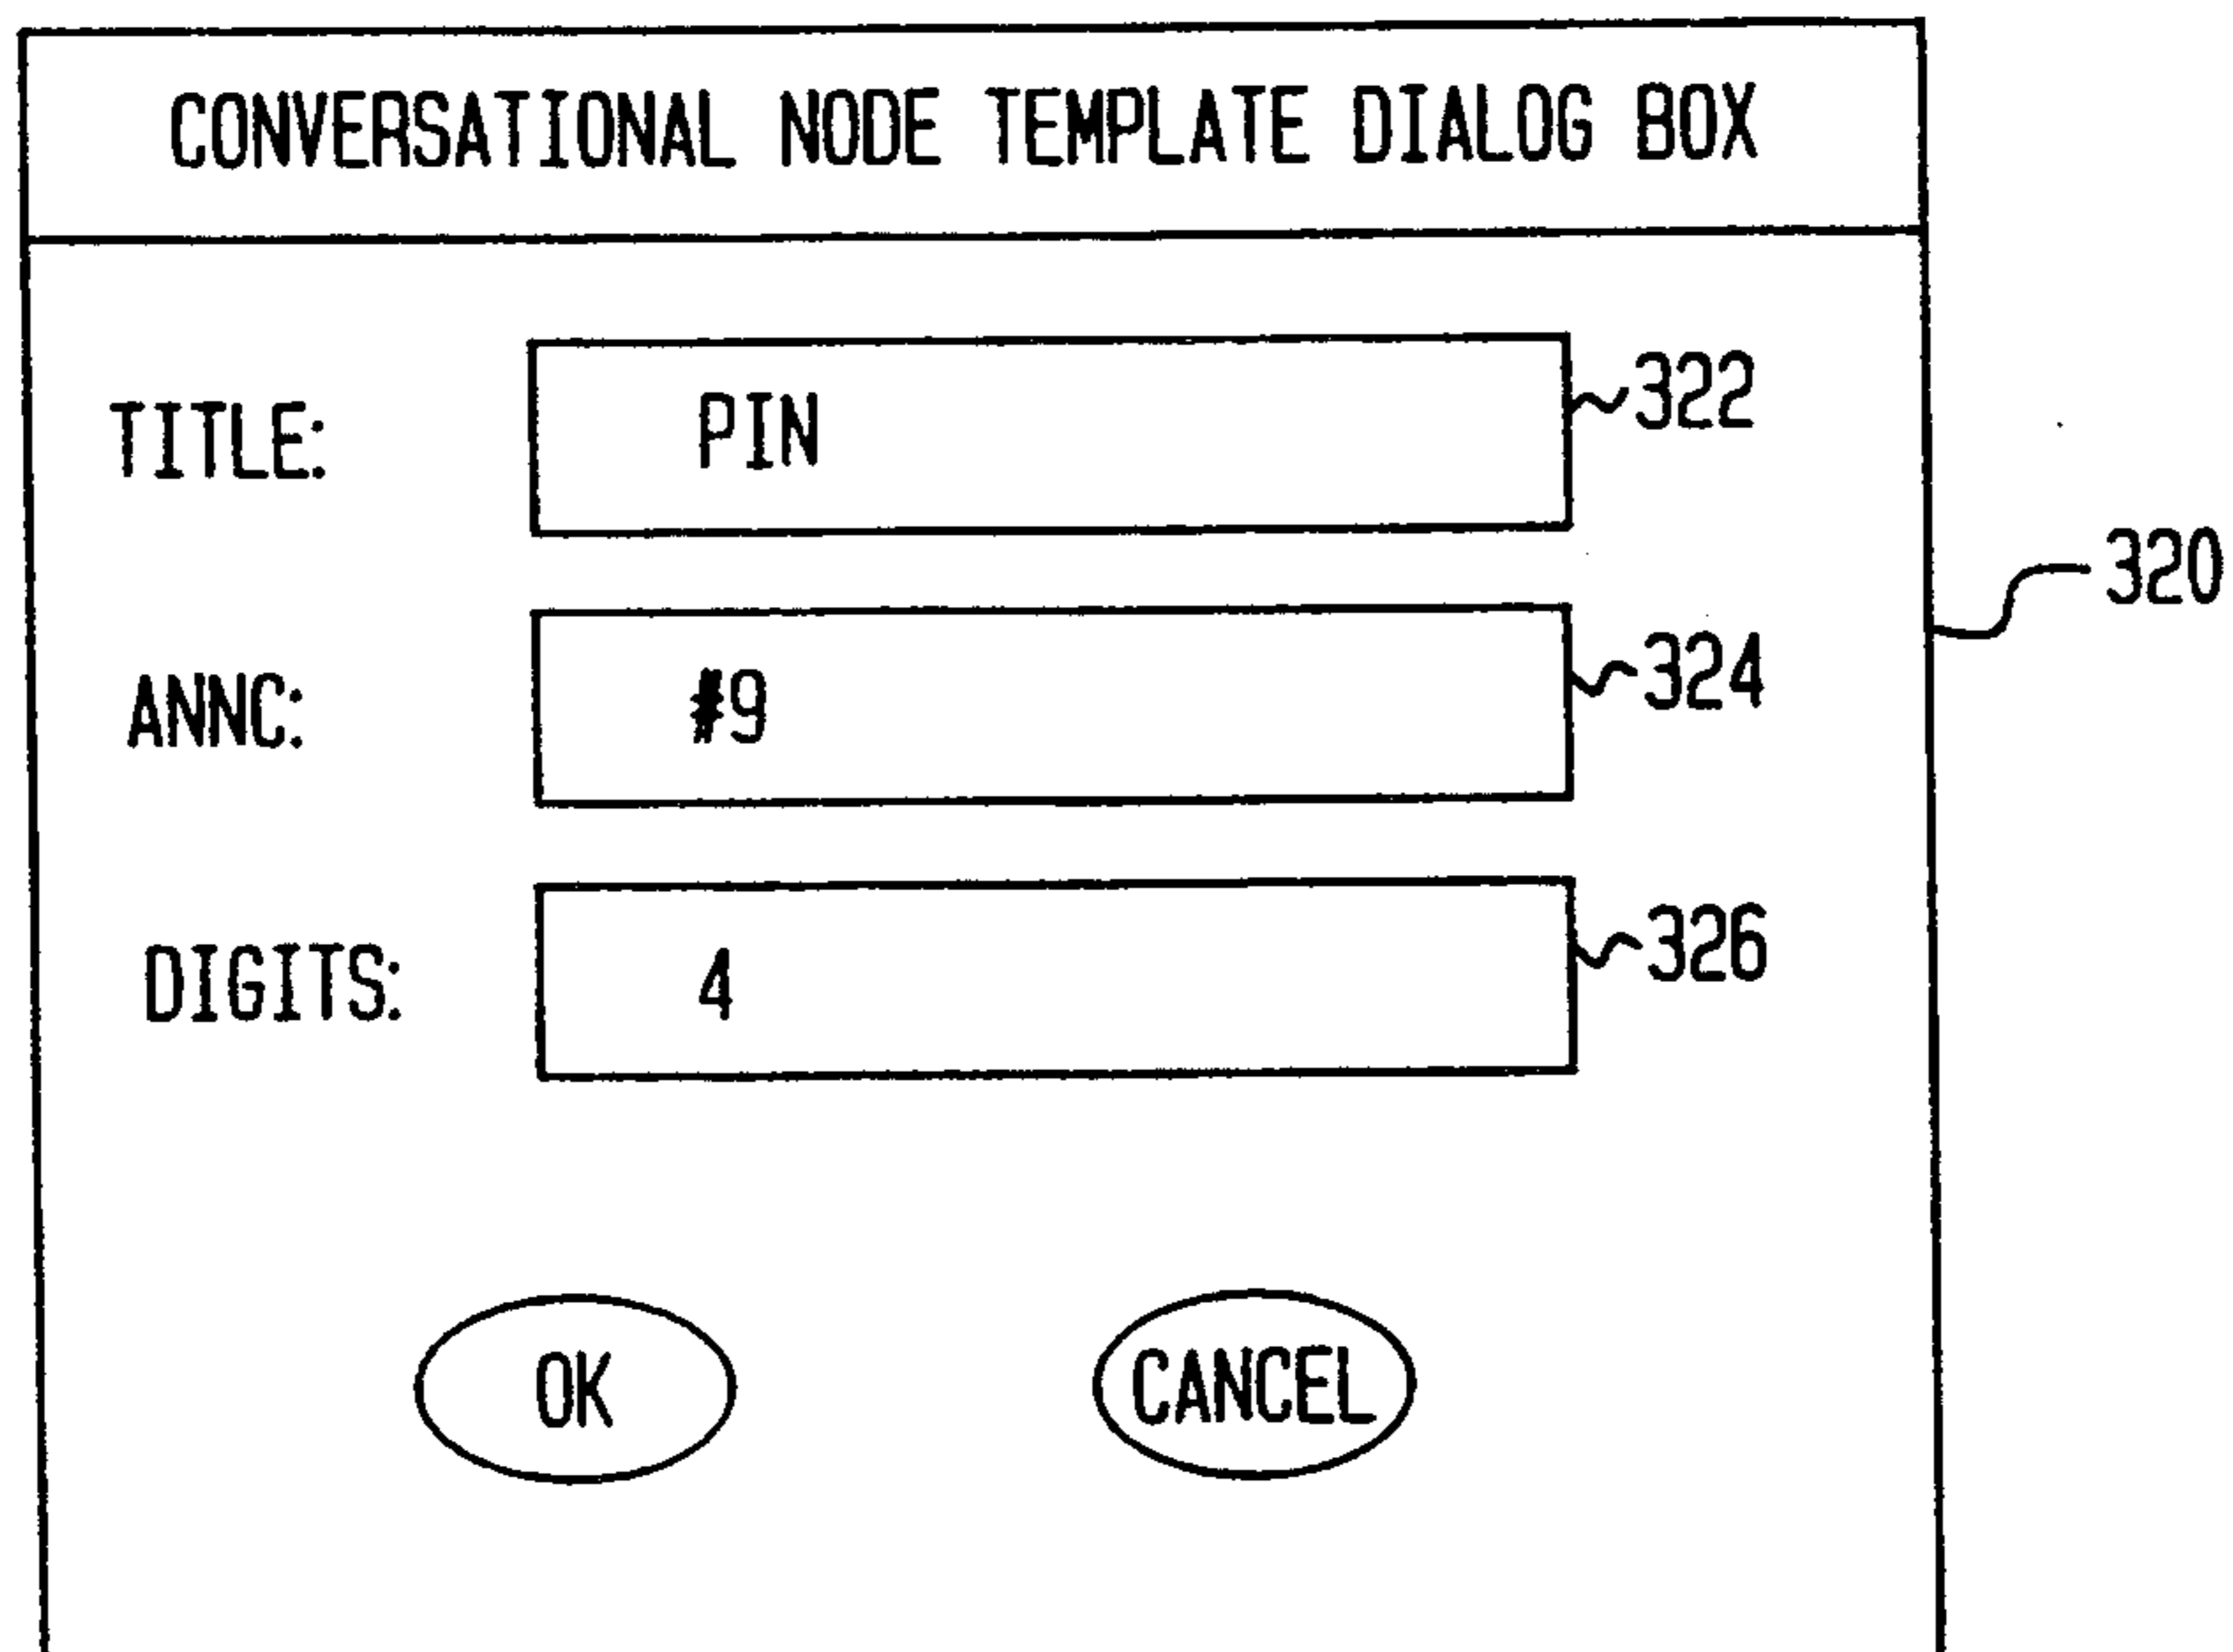 CONVERSATIONAL NODE TEMPLATE DIALOG BOX
TITLE: PIN 322
320
ANNC: #9 324
DIGITS: 4 326
OK CANCEL